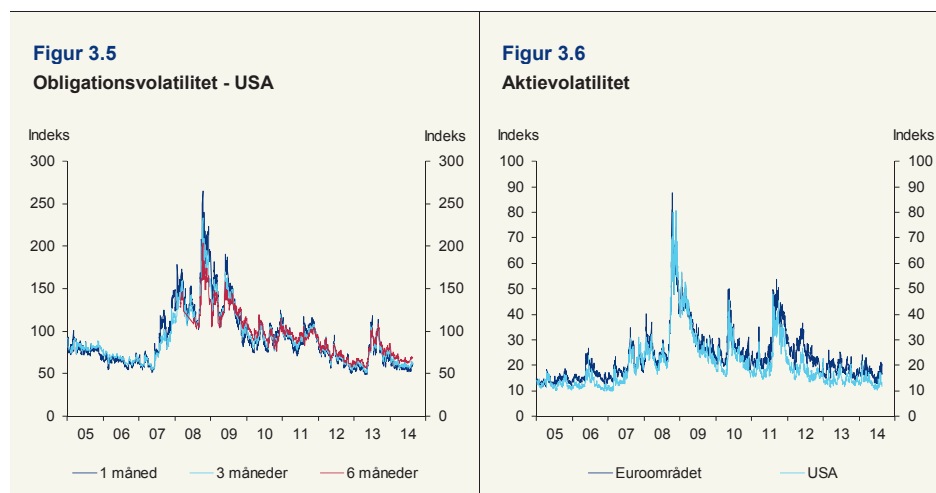 Figur 3.5
Obligationsvolatilitet - USA
Indeks Indeks
300 300
250 250
200 200
150 150
100 100
50 50
0 0
05 06 07 08 09 10 11 12 13 14
1 måned 3 måneder 6 måneder
Figur 3.6
Aktievolatilitet
Indeks Indeks
100 100
90 90
80 80
70 70
60 60
50 50
40 40
30 30
20 20
10 10
0 0
05 06 07 08 09 10 11 12 13 14
Euroområdet USA